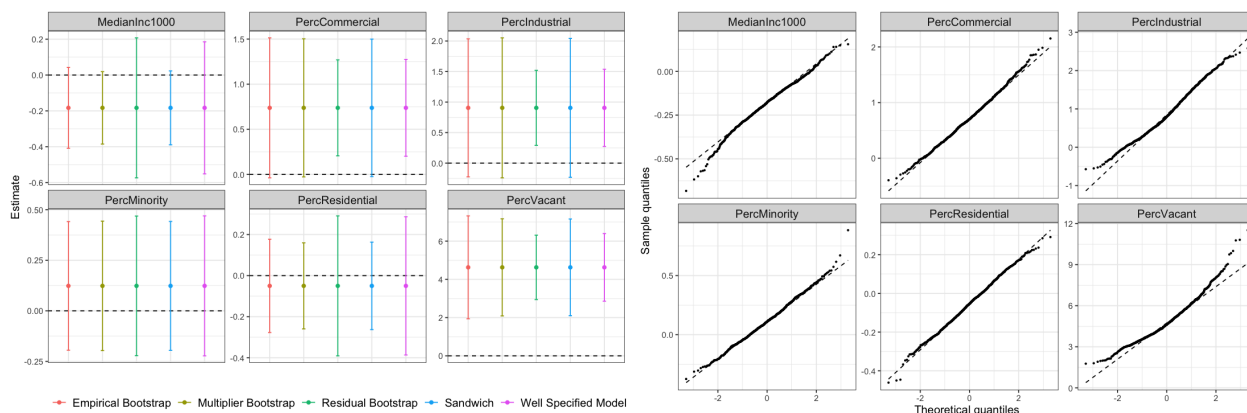 MedianInc1000 PercCommercial PercIndustrial
0.2 0.0 -0.2 -0.4 -0.6
1.5 1.0 0.5 0.0
2.0 1.5 1.0 0.5 0.0
Estimate
PercMinority PercResidential PercVacant
0.50 0.25 0.00 -0.25
0.2 0.0 -0.2 -0.4
6 4 2 0
Empirical Bootstrap Multiplier Bootstrap Residual Bootstrap Sandwich Well Specified Model
MedianInc1000 PercCommercial PercIndustrial
0.00 -0.25 -0.50
2 1 0
3 2 1 0 -1
Sample quantiles
PercMinority PercResidential PercVacant
0.5 0.0
0.2 0.0 -0.2 -0.4
12 9 6 3 0
-2 0 2 -2 0 2 -2 0 2
Theoretical quantiles